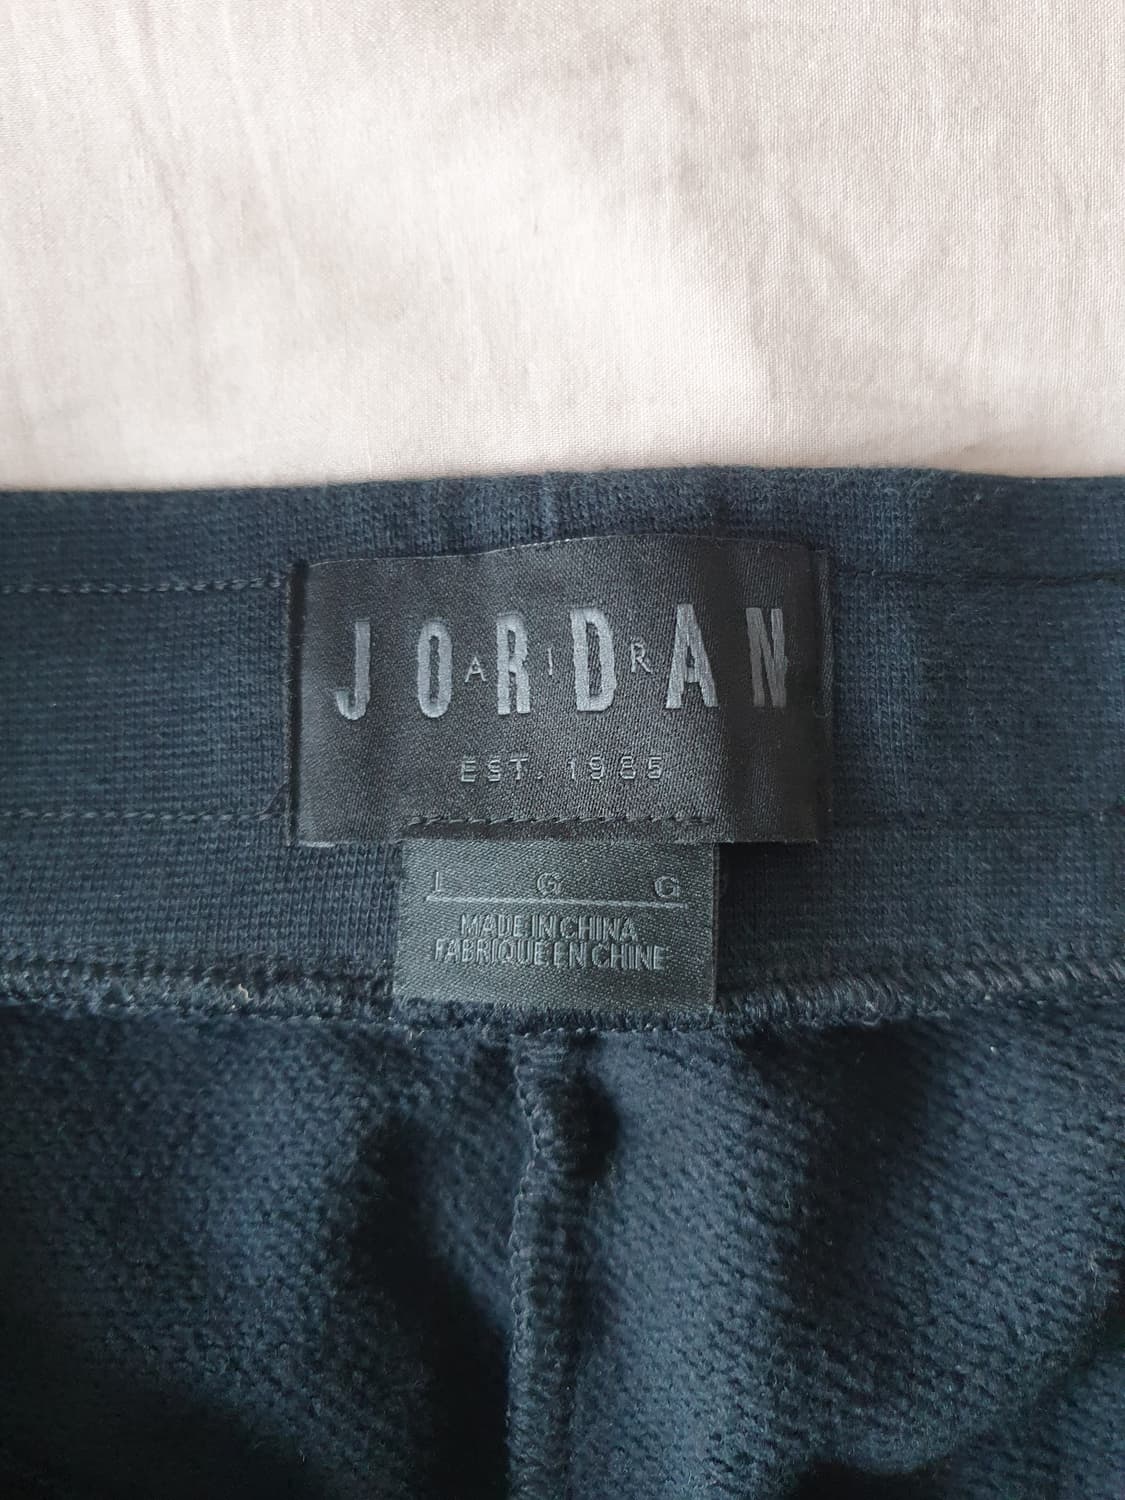 JORDAN
AIR
EST. 1985
L G G
MADE IN CHINA
FABRIQUE EN CHINE